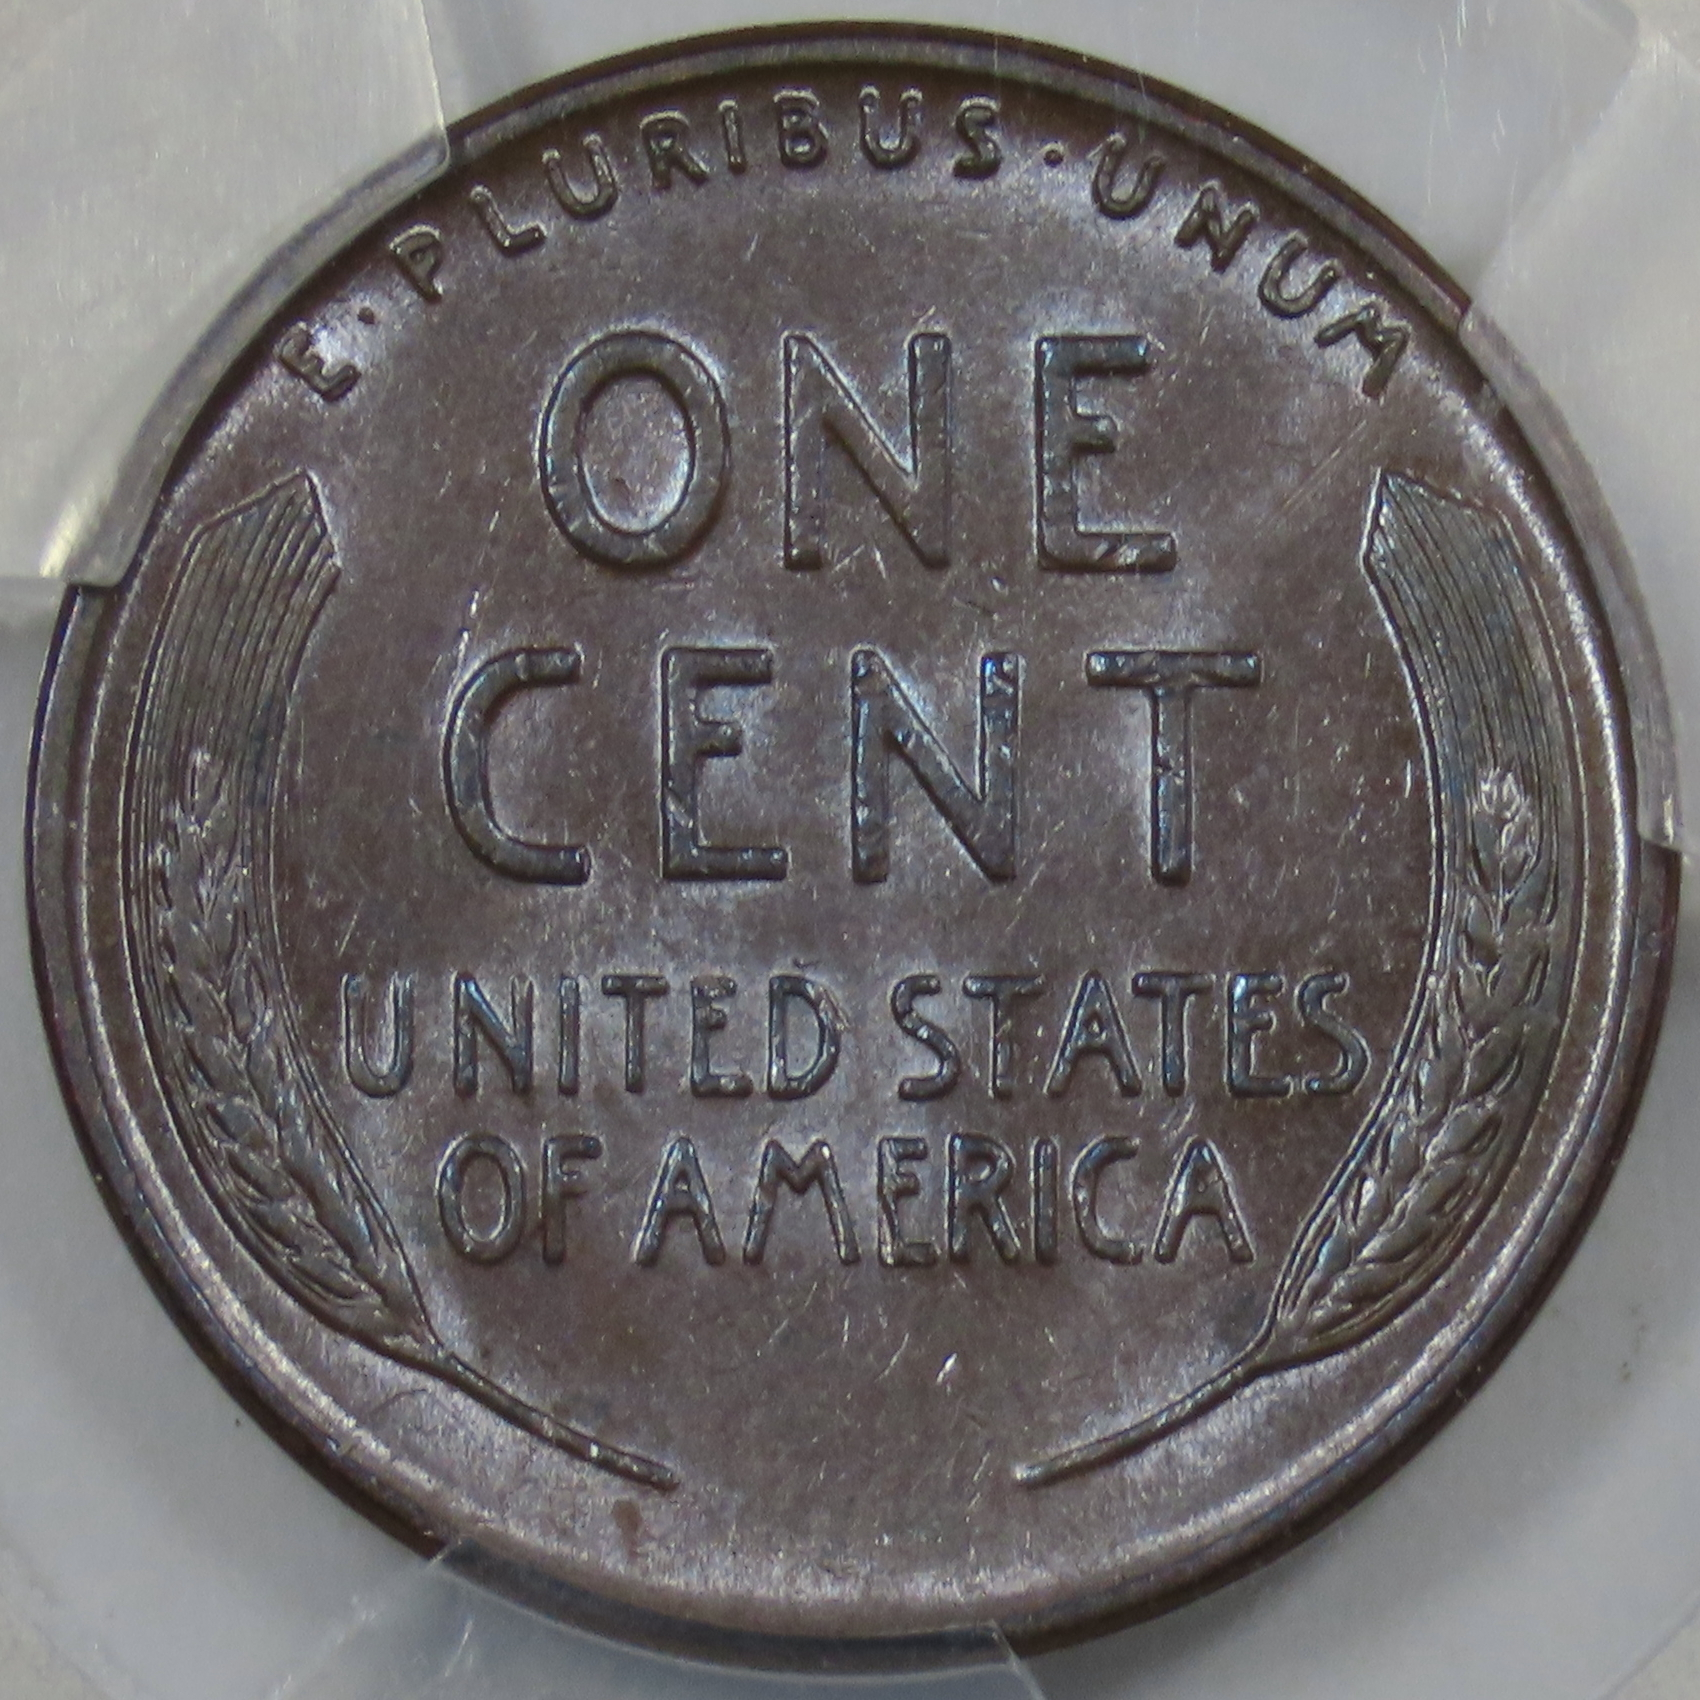 E · PLURIBUS · UNUM
ONE
CENT
UNITED STATES
OF AMERICA